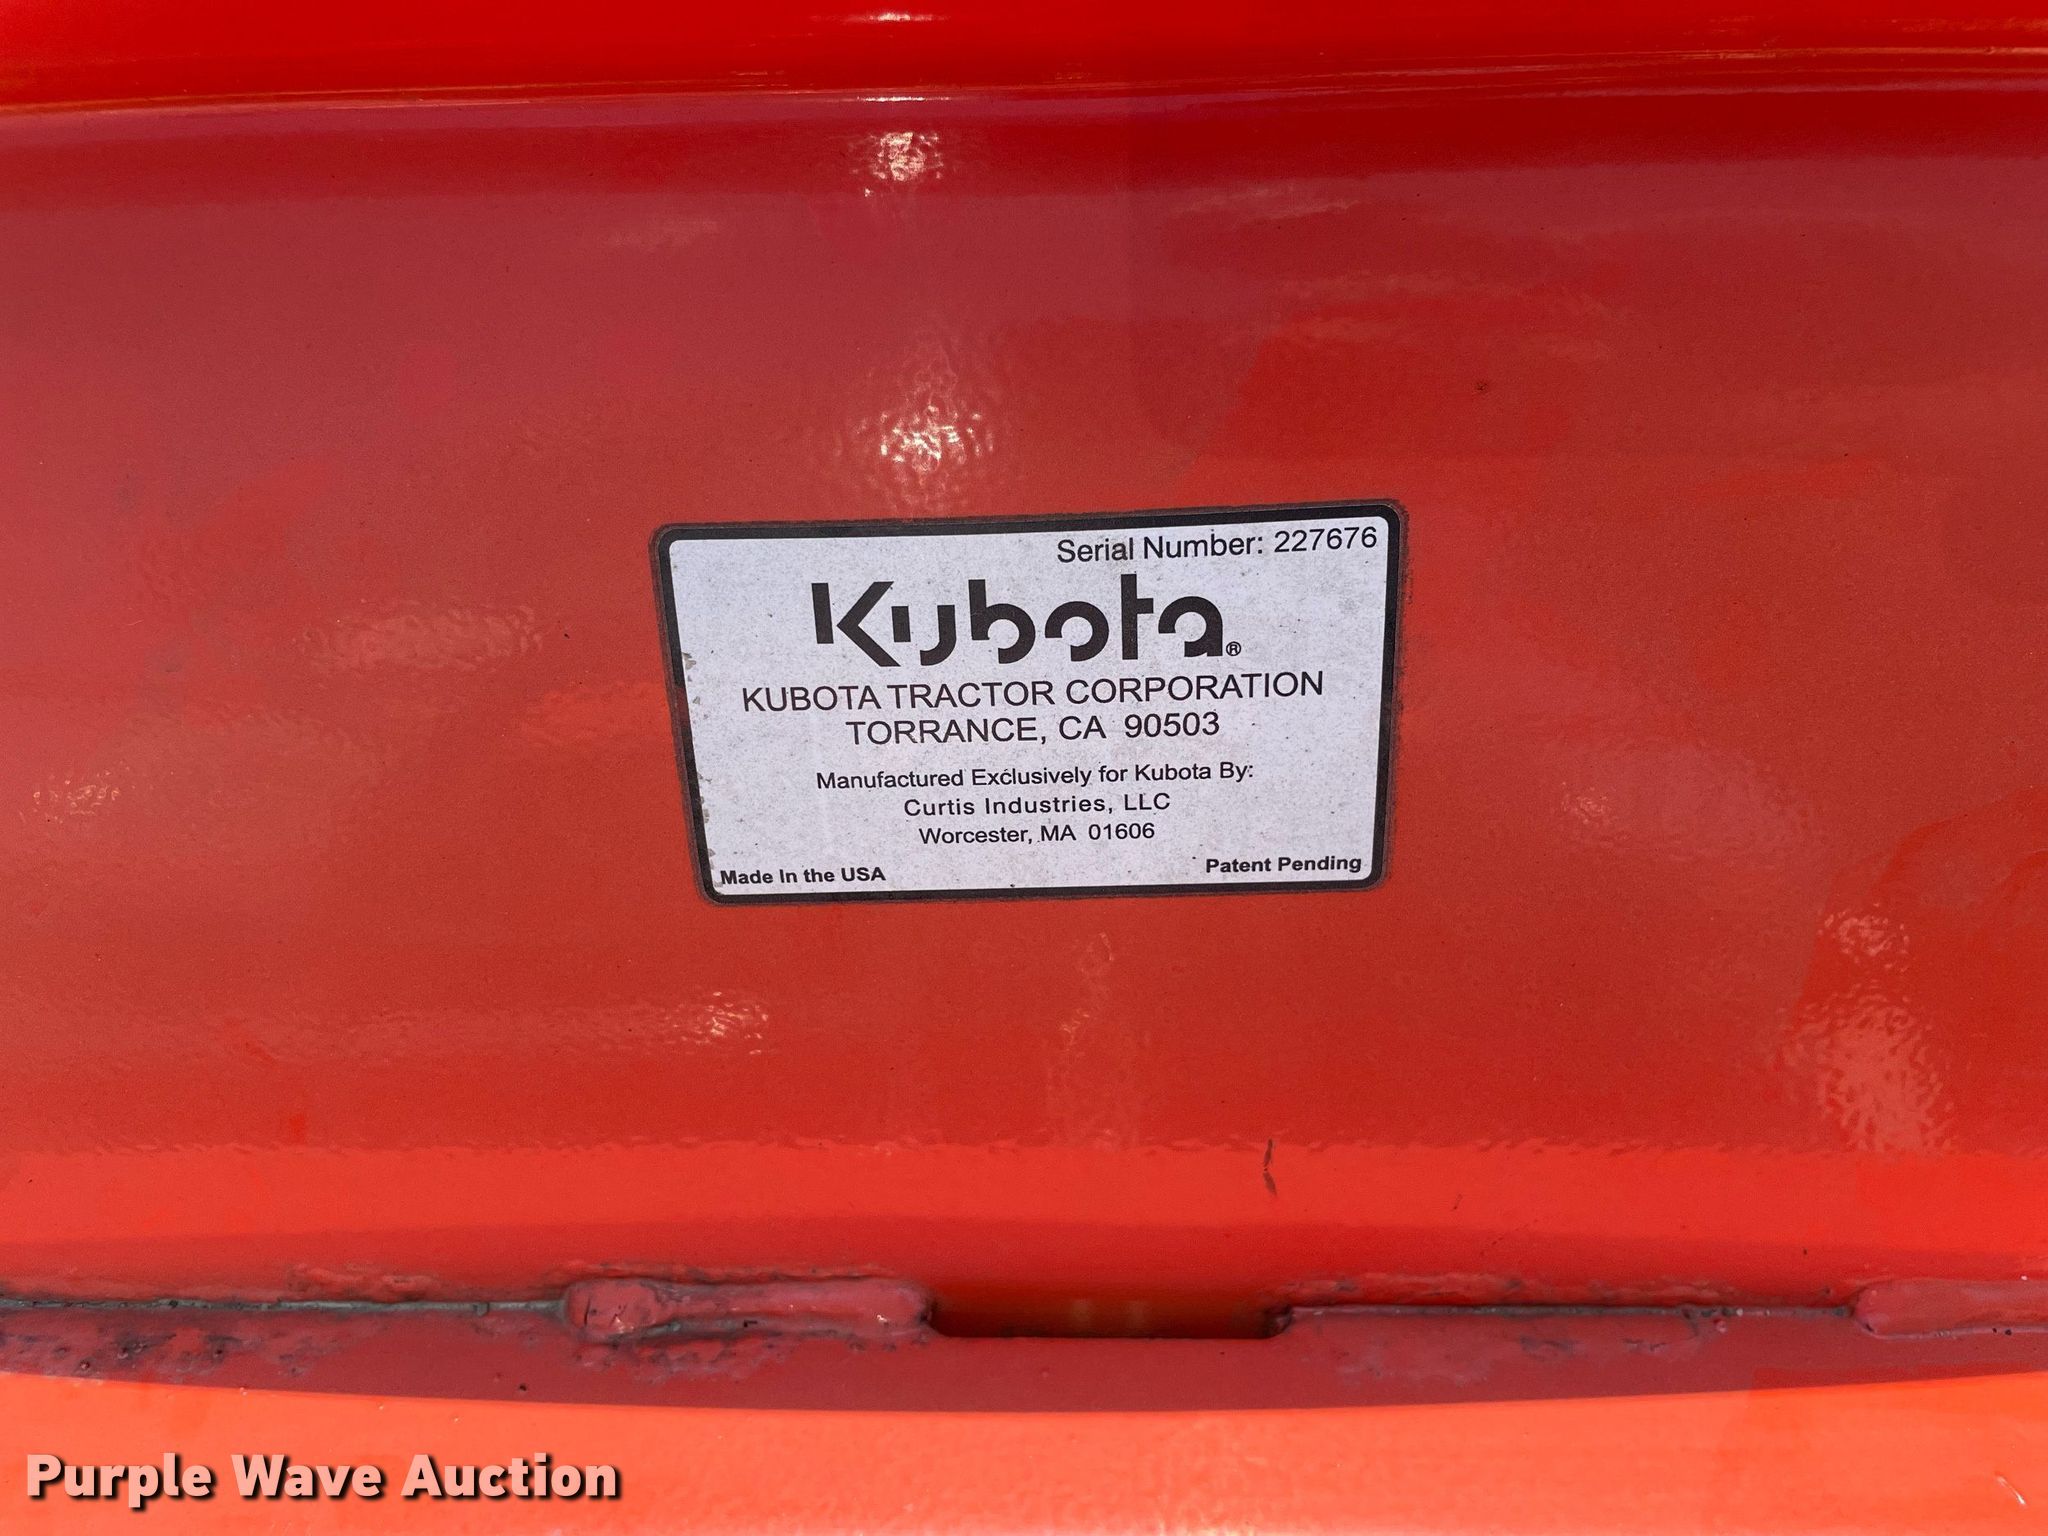 Serial Number: 227676
Kubota®
KUBOTA TRACTOR CORPORATION
TORRANCE, CA 90503
Manufactured Exclusively for Kubota By:
Curtis Industries, LLC
Worcester, MA 01606
Made In the USA
Patent Pending
Purple Wave Auction